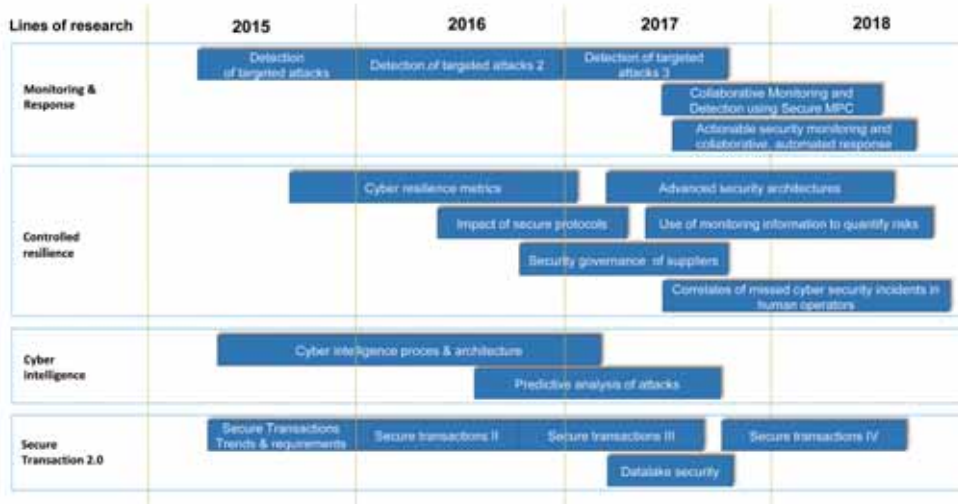 Lines of research 2015 2016 2017 2018
Monitoring &
Response
Detection
of targeted attacks
Detection of targeted attacks 2
Detection of targeted
attacks 3
Collaborative Monitoring and
Detection using Secure MPC
Actionable security monitoring and
collaborative, automated response
Controlled
resilience
Cyber resilience metrics
Advanced security architectures
Impact of secure protocols
Use of monitoring information to quantify risks
Security governance of suppliers
Correlates of missed cyber security incidents in
human operators
Cyber
intelligence
Cyber intelligence proces & architecture
Predictive analysis of attacks
Secure
Transaction 2.0
Secure Transactions
Trends & requirements
Secure transactions II
Secure transactions III
Secure transactions IV
Datalake security